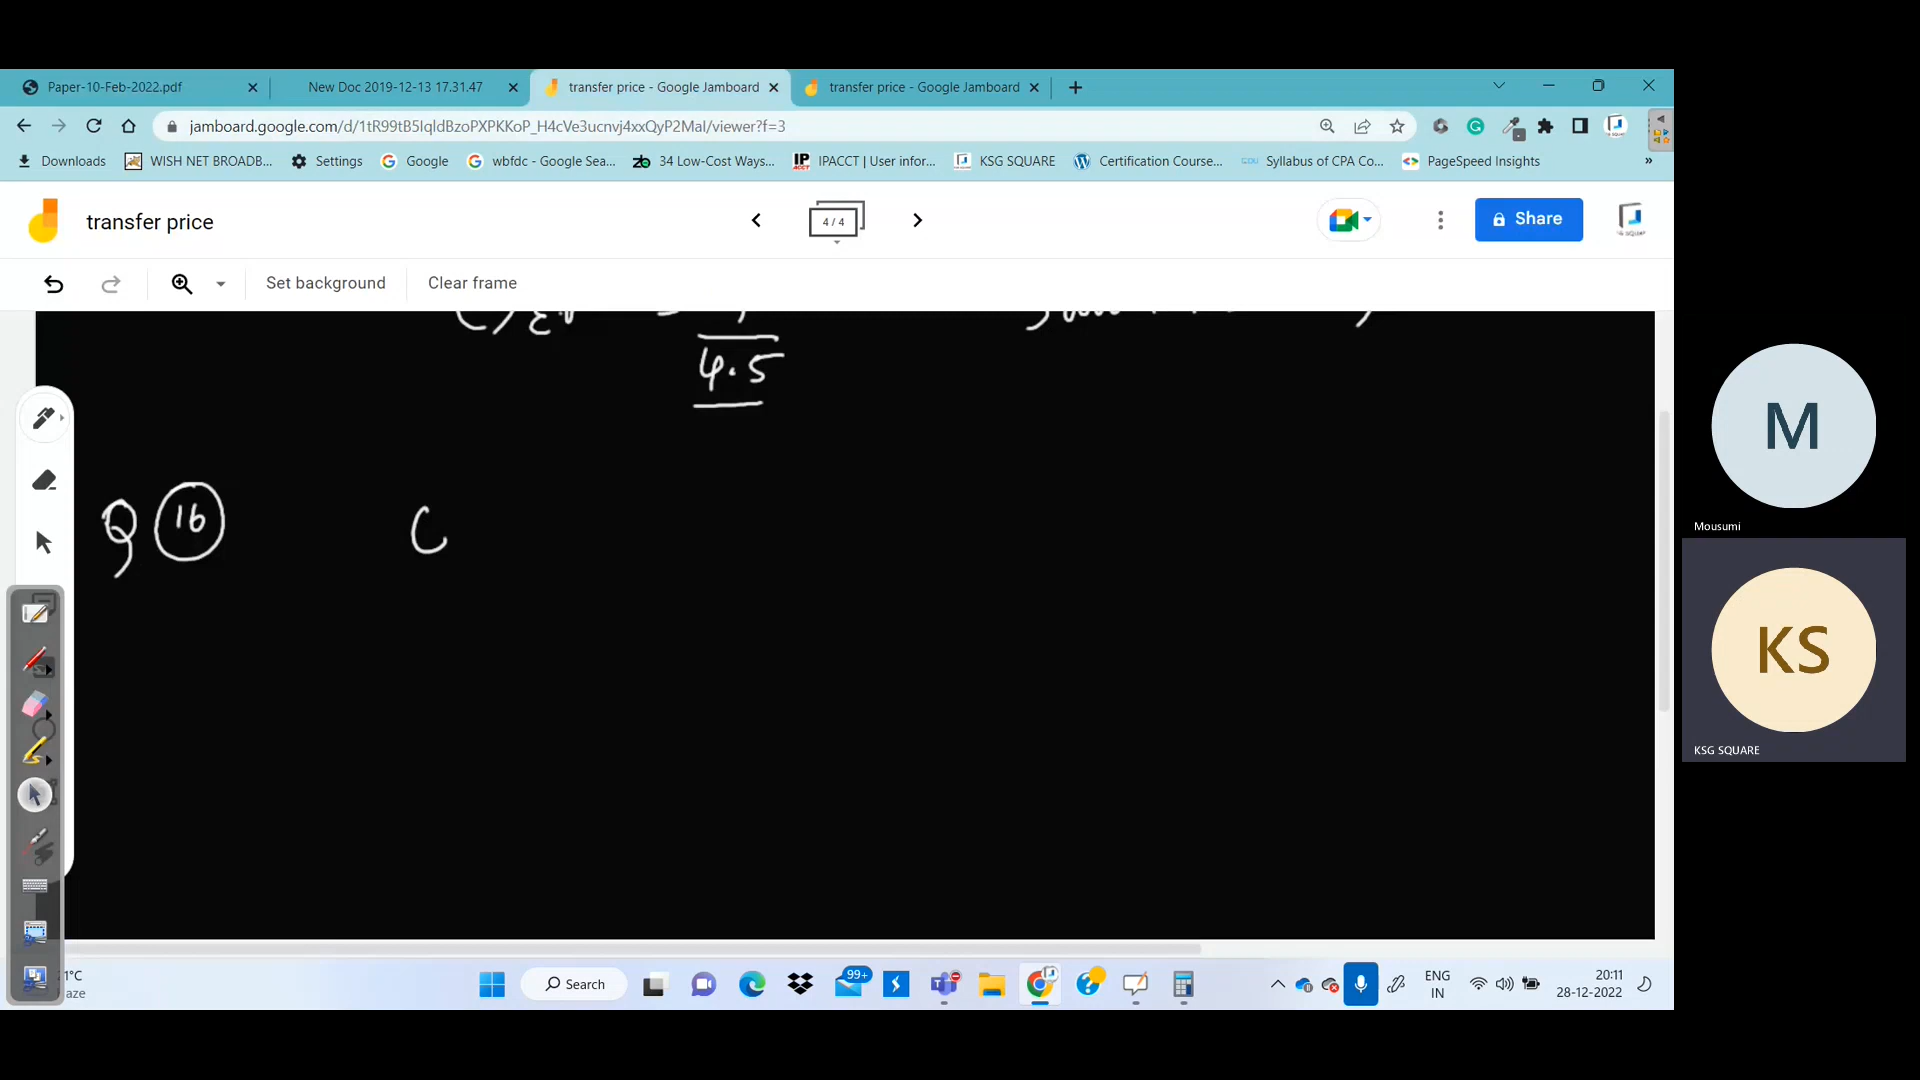 Paper-10-Feb-2022.pdf
New Doc 2019-12-13 17.31.47
transfer price - Google Jamboard
transfer price - Google Jamboard
jamboard.google.com/d/1tR99tB5IqldBzoPXPKKoP_H4cVe3ucnvj4xxQyP2MaI/viewer?f=3
Downloads
WISH NET BROADB...
Settings
Google
wbfdc - Google Sea...
34 Low-Cost Ways...
IPACCT | User infor...
KSG SQUARE
Certification Course...
Syllabus of CPA Co...
PageSpeed Insights
»
transfer price
4 / 4
Share
Set background
Clear frame
4.5
Q 16 C
M
Mousumi
KS
KSG SQUARE
1°C
aze
Search
99+
ENG
IN
20:11
28-12-2022